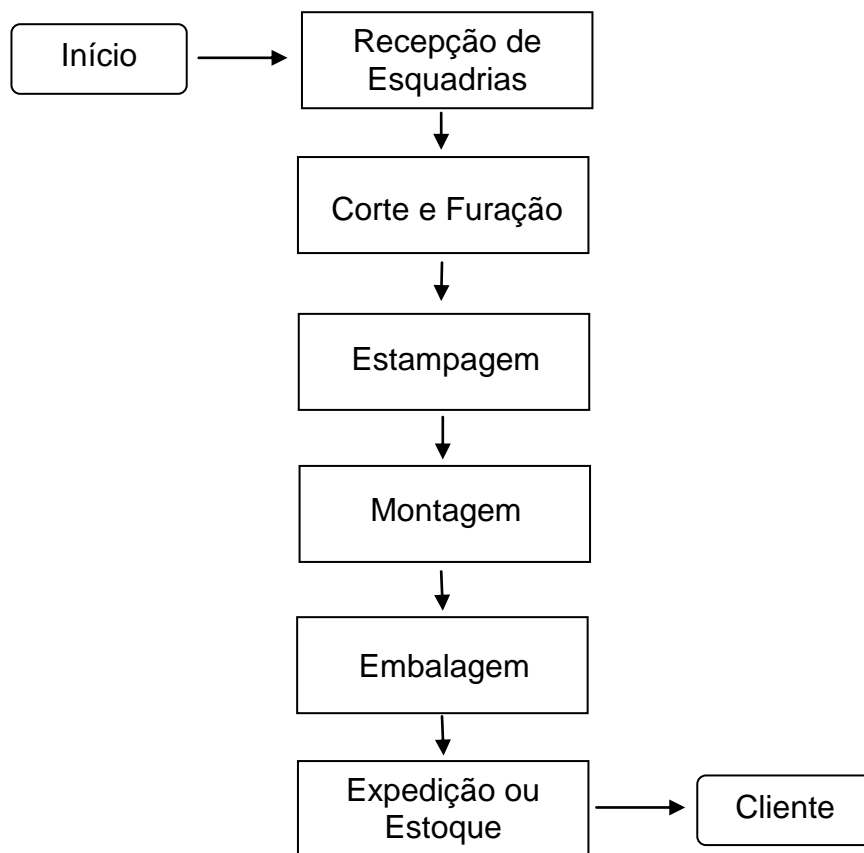 Início
Recepção de
Esquadrias
Corte e Furação
Estampagem
Montagem
Embalagem
Expedição ou
Estoque
Cliente